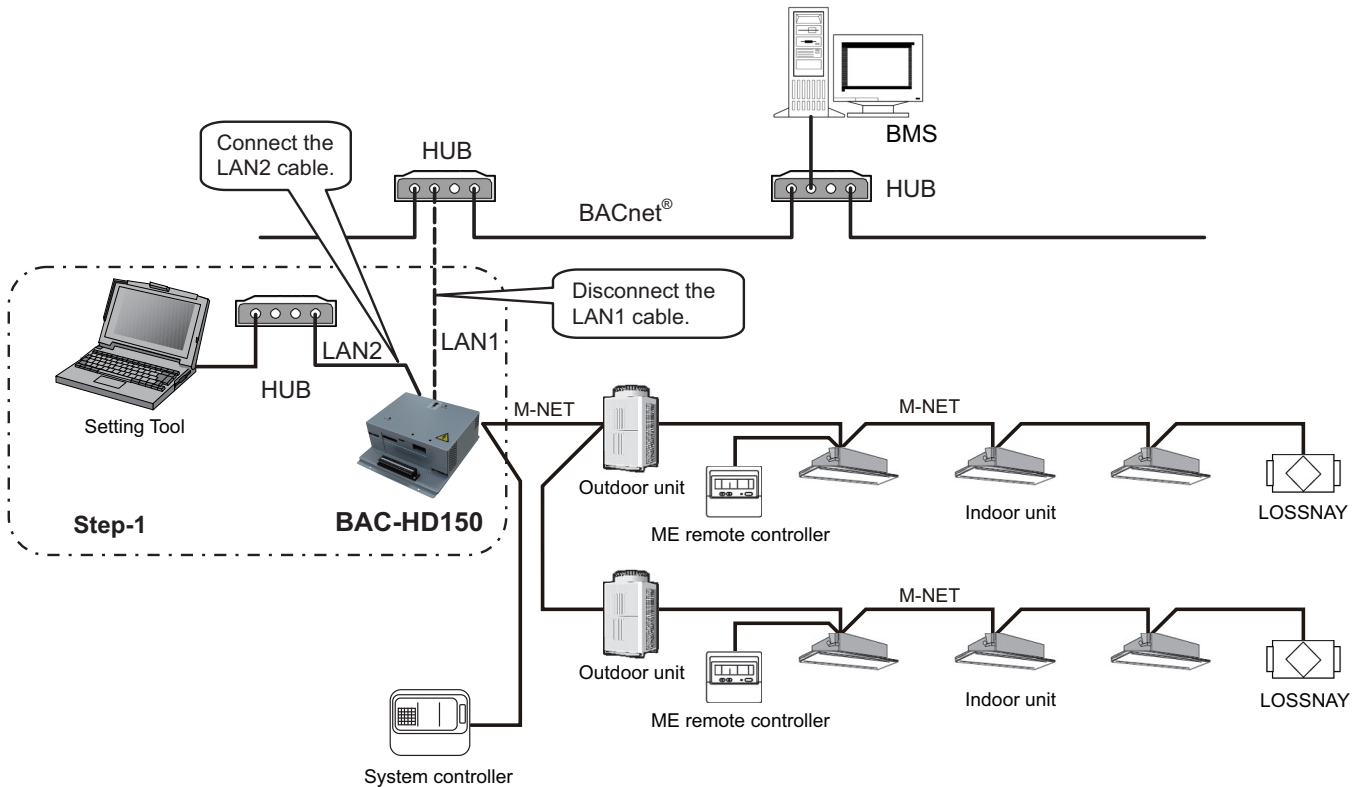 BMS
Connect the
LAN2 cable.
HUB
HUB
BACnet®
Disconnect the
LAN1 cable.
LAN2
LAN1
HUB
Setting Tool
Step-1
BAC-HD150
M-NET
M-NET
Outdoor unit
ME remote controller
Indoor unit
LOSSNAY
M-NET
Outdoor unit
ME remote controller
Indoor unit
LOSSNAY
System controller